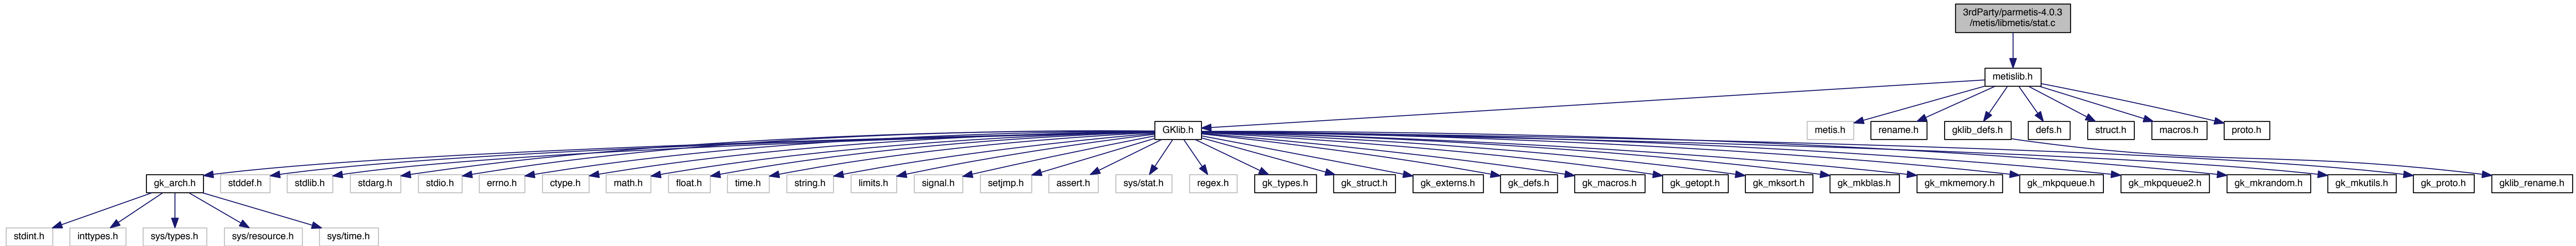 3rdParty/parmetis-4.0.3
/metis/libmetis/stat.c
metislib.h
GKlib.h
metis.h
rename.h
gklib_defs.h
defs.h
struct.h
macros.h
proto.h
gk_arch.h
stddef.h
stdlib.h
stdarg.h
stdio.h
errno.h
ctype.h
math.h
float.h
time.h
string.h
limits.h
signal.h
setjmp.h
assert.h
sys/stat.h
regex.h
gk_types.h
gk_struct.h
gk_externs.h
gk_defs.h
gk_macros.h
gk_getopt.h
gk_mksort.h
gk_mkblas.h
gk_mkmemory.h
gk_mkpqueue.h
gk_mkpqueue2.h
gk_mkrandom.h
gk_mkutils.h
gk_proto.h
gklib_rename.h
stdint.h
inttypes.h
sys/types.h
sys/resource.h
sys/time.h